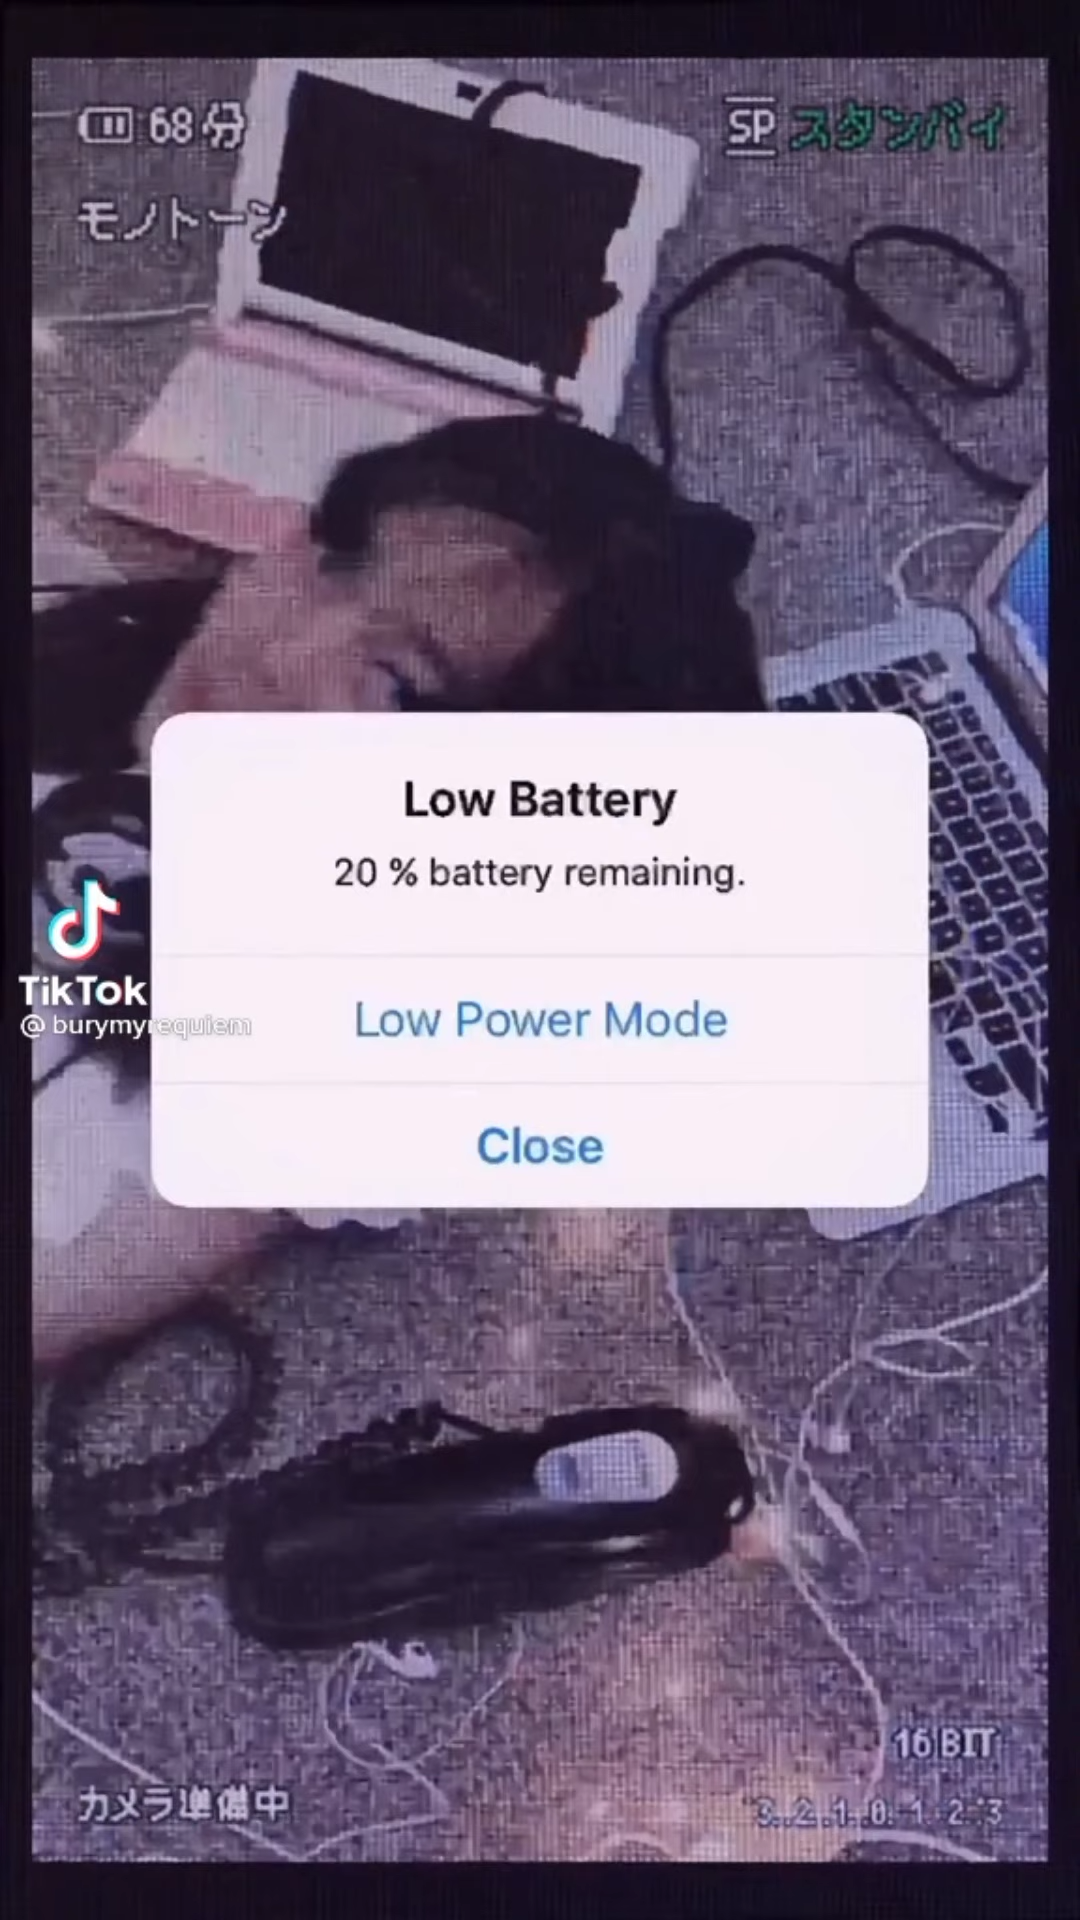 68分
SP スタンバイ
モノトーン
Low Battery
20 % battery remaining.
TikTok
@ burymyrequiem
Low Power Mode
Close
16 BIT
カメラ準備中
3..2..1..0..1..2..3